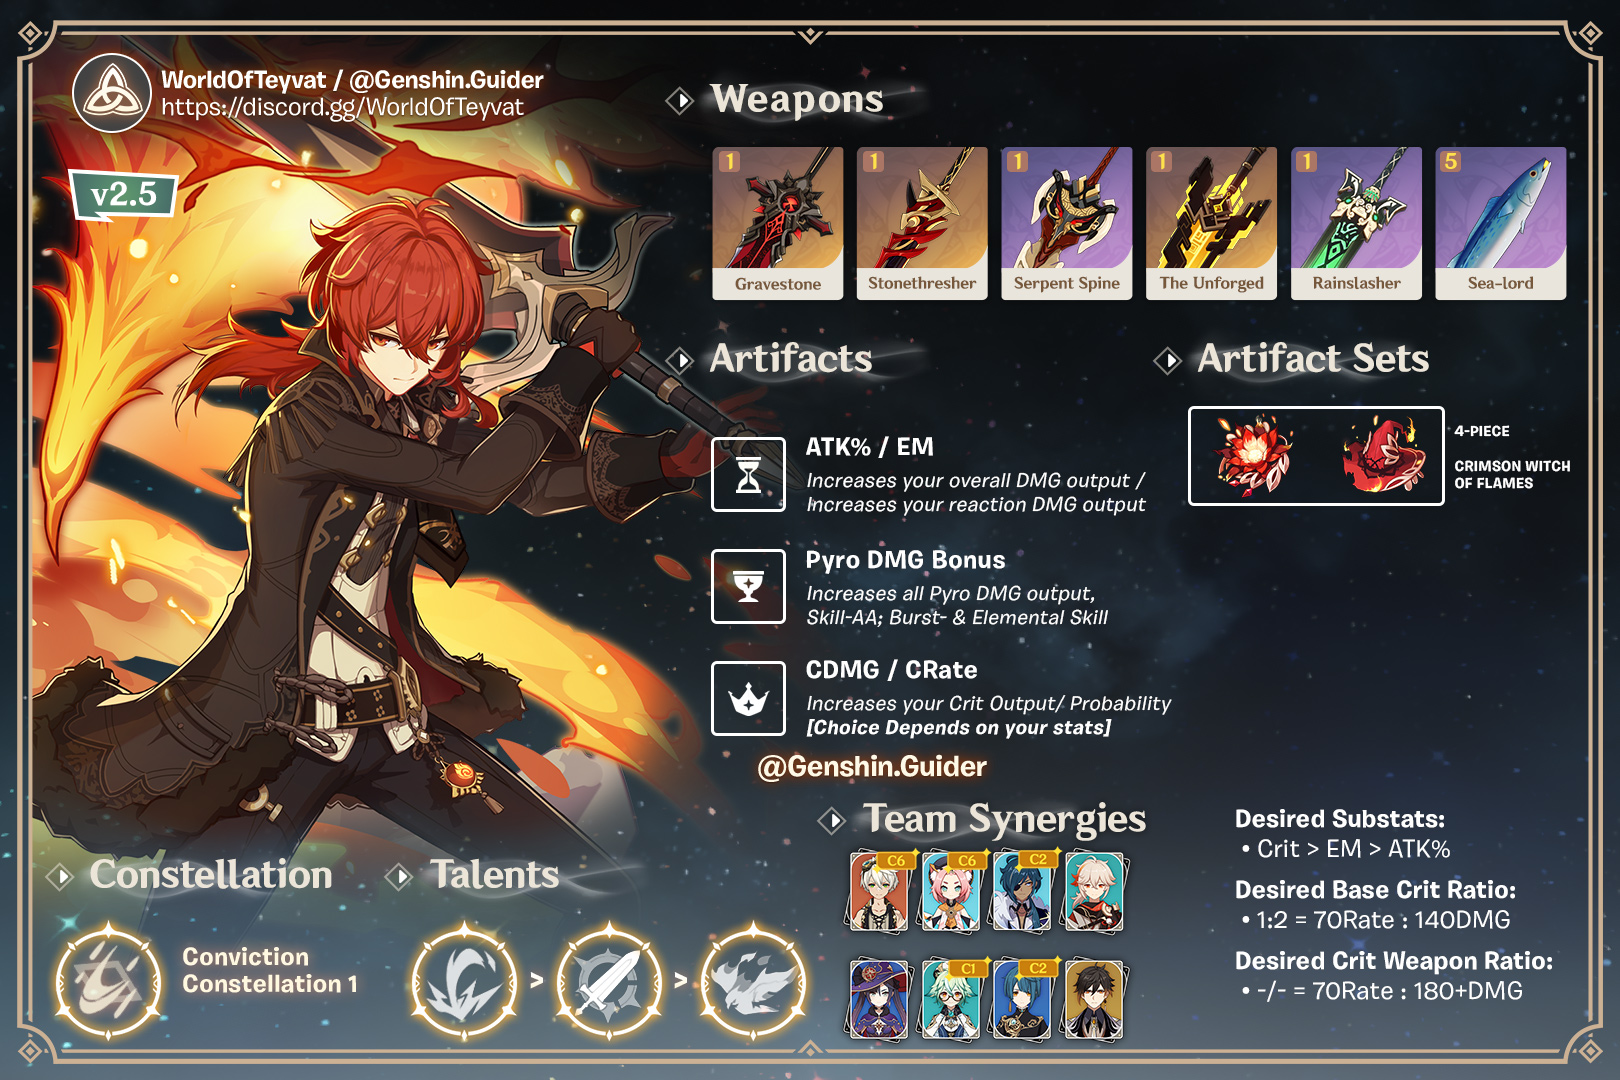 WorldOfTeyvat / @Genshin.Guider
https://discord.gg/WorldOfTeyvat
v2.5
Weapons
1
1
1
1
1
5
Gravestone
Stonethresher
Serpent Spine
The Unforged
Rainslasher
Sea-lord
Artifacts
ATK% / EM
Increases your overall DMG output /
Increases your reaction DMG output
Pyro DMG Bonus
Increases all Pyro DMG output,
Skill-AA; Burst- & Elemental Skill
CDMG / CRate
Increases your Crit Output/ Probability
[Choice Depends on your stats]
@Genshin.Guider
Artifact Sets
4-PIECE
CRIMSON WITCH
OF FLAMES
Constellation
Conviction
Constellation 1
Talents
>
>
Team Synergies
C6
C6
C2
C1
C2
Desired Substats:
• Crit > EM > ATK%
Desired Base Crit Ratio:
• 1:2 = 70Rate : 140DMG
Desired Crit Weapon Ratio:
• -/- = 70Rate : 180+DMG